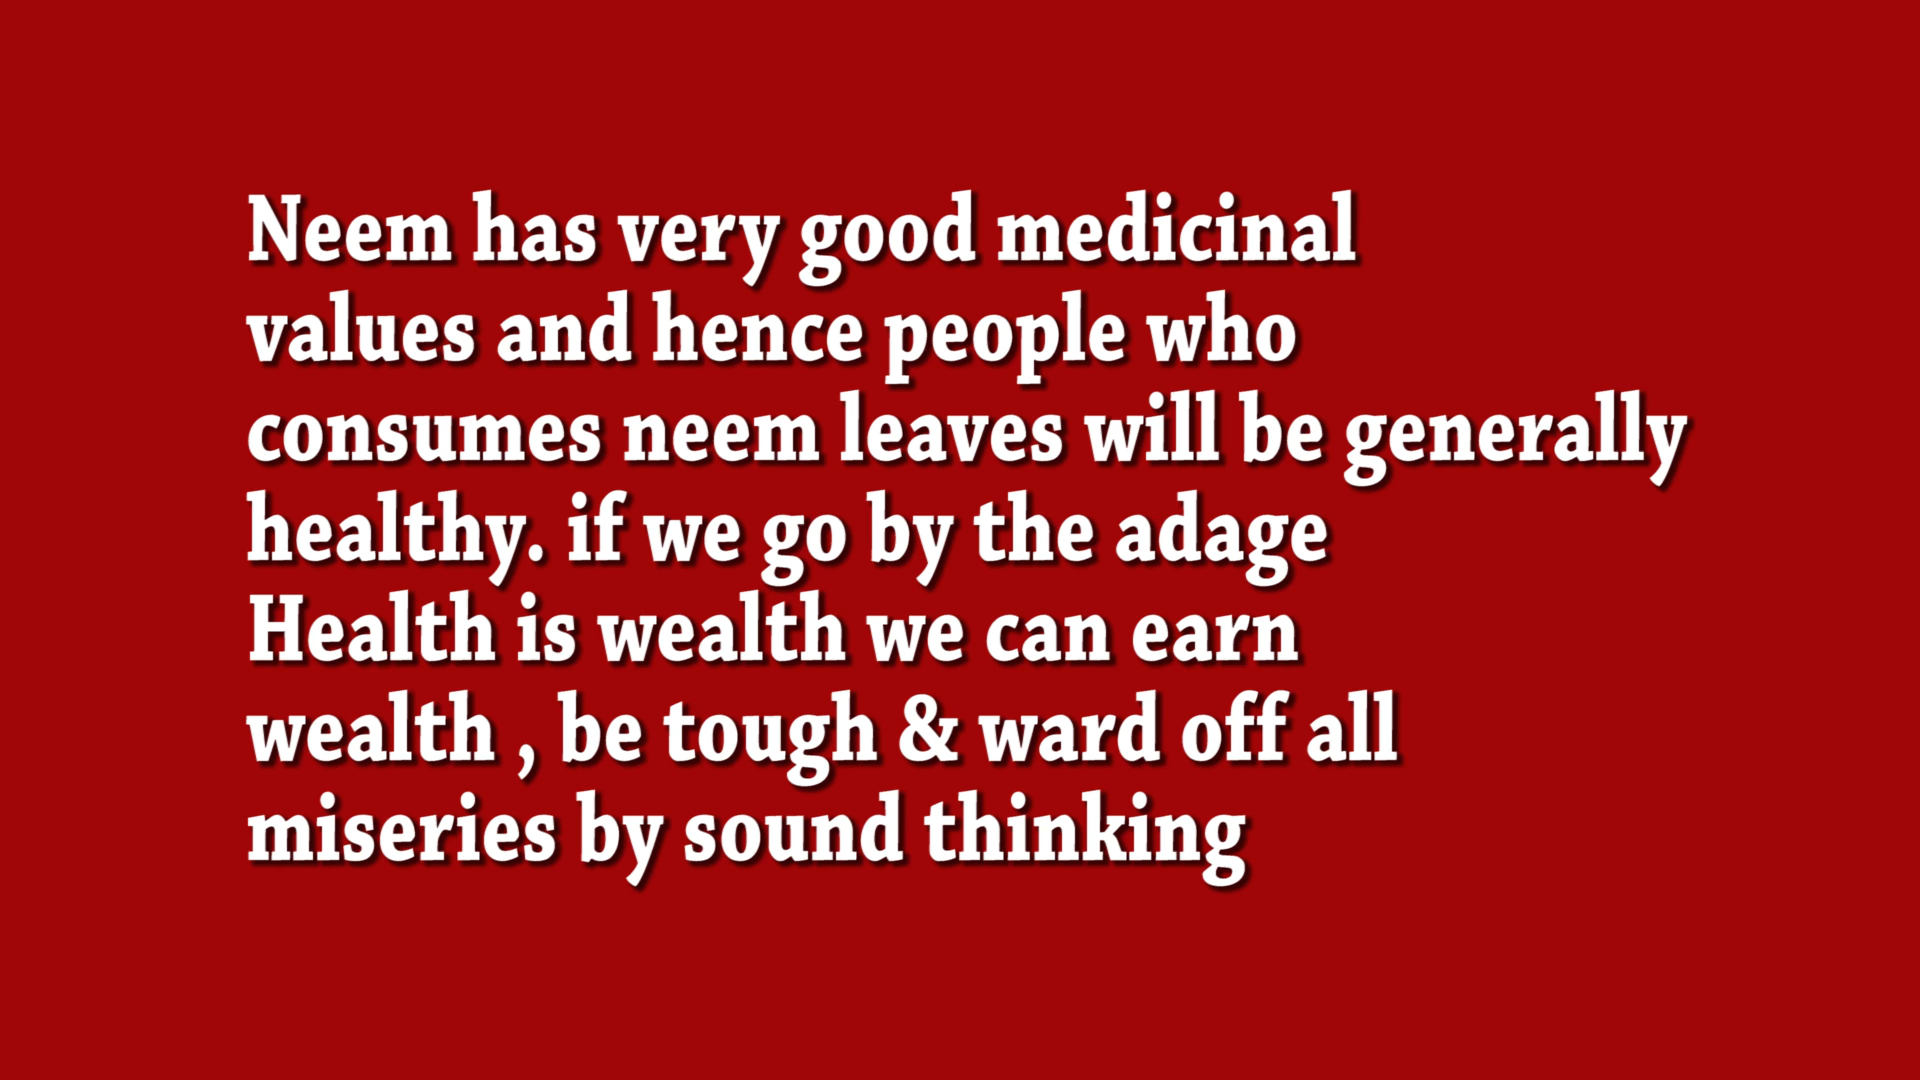 Neem has very good medicinal
values and hence people who
consumes neem leaves will be generally
healthy. if we go by the adage
Health is wealth we can earn
wealth , be tough & ward off all
miseries by sound thinking